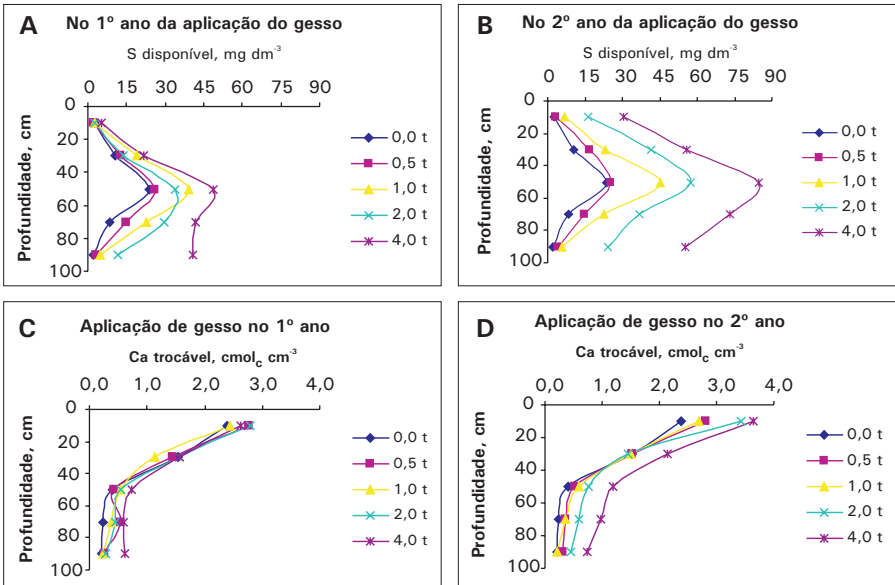 A No 1º ano da aplicação do gesso
S disponível, mg dm-3
0 15 30 45 60 75 90
Profundidade, cm
0
20
40
60
80
100
0,0 t
0,5 t
1,0 t
2,0 t
4,0 t
B No 2º ano da aplicação do gesso
S disponível, mg dm-3
0 15 30 45 60 75 90
Profundidade, cm
0
20
40
60
80
100
0,0 t
0,5 t
1,0 t
2,0 t
4,0 t
C Aplicação de gesso no 1º ano
Ca trocável, cmolc cm-3
0,0 1,0 2,0 3,0 4,0
Profundidade, cm
0
20
40
60
80
100
0,0 t
0,5 t
1,0 t
2,0 t
4,0 t
D Aplicação de gesso no 2º ano
Ca trocável, cmolc cm-3
0,0 1,0 2,0 3,0 4,0
Profundidade, cm
0
20
40
60
80
100
0,0 t
0,5 t
1,0 t
2,0 t
4,0 t